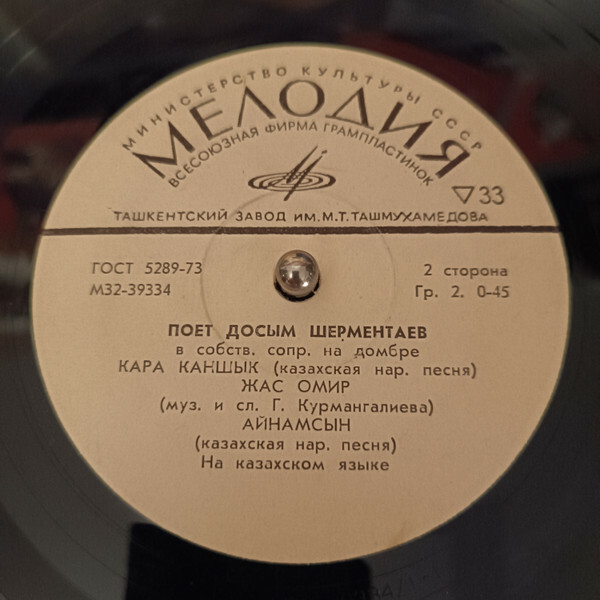 МИНИСТЕРСТВО КУЛЬТУРЫ СССР
МЕЛОДИЯ
ВСЕСОЮЗНАЯ ФИРМА ГРАМПЛАСТИНОК
▽33
ТАШКЕНТСКИЙ ЗАВОД ИМ. М.Т. ТАШМУХАМЕДОВА
ГОСТ 5289-73
2 сторона
М32-39334
Гр. 2. 0-45
ПОЕТ ДОСЫМ ШЕРМЕНТАЕВ
в собств. сопр. на домбре
КАРА КАНШЫК (казахская нар. песня)
ЖАС ОМИР
(муз. и сл. Г. Курмангалиева)
АЙНАМСЫН
(казахская нар. песня)
На казахском языке